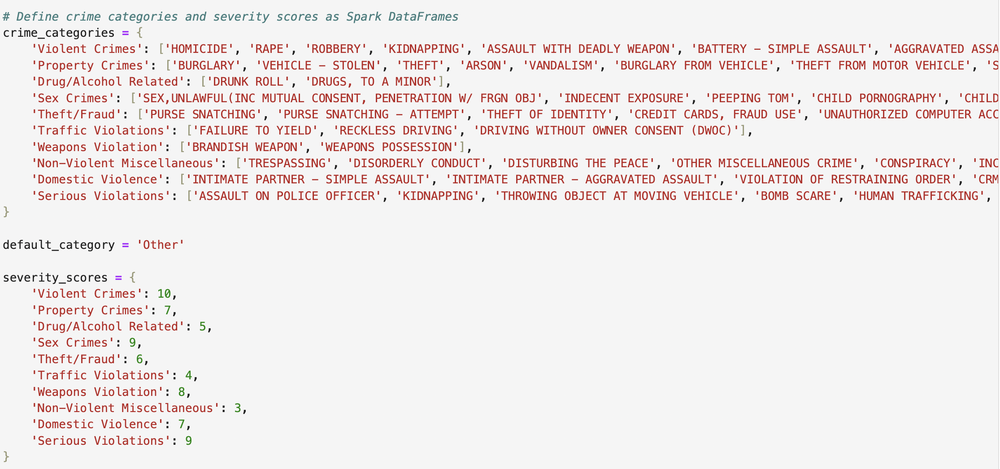 # Define crime categories and severity scores as Spark DataFrames
crime_categories = {
    'Violent Crimes': ['HOMICIDE', 'RAPE', 'ROBBERY', 'KIDNAPPING', 'ASSAULT WITH DEADLY WEAPON', 'BATTERY - SIMPLE ASSAULT', 'AGGRAVATED ASSA
    'Property Crimes': ['BURGLARY', 'VEHICLE - STOLEN', 'THEFT', 'ARSON', 'VANDALISM', 'BURGLARY FROM VEHICLE', 'THEFT FROM MOTOR VEHICLE', 'S
    'Drug/Alcohol Related': ['DRUNK ROLL', 'DRUGS, TO A MINOR'],
    'Sex Crimes': ['SEX,UNLAWFUL(INC MUTUAL CONSENT, PENETRATION W/ FRGN OBJ', 'INDECENT EXPOSURE', 'PEEPING TOM', 'CHILD PORNOGRAPHY', 'CHILD
    'Theft/Fraud': ['PURSE SNATCHING', 'PURSE SNATCHING - ATTEMPT', 'THEFT OF IDENTITY', 'CREDIT CARDS, FRAUD USE', 'UNAUTHORIZED COMPUTER ACC
    'Traffic Violations': ['FAILURE TO YIELD', 'RECKLESS DRIVING', 'DRIVING WITHOUT OWNER CONSENT (DWOC)'],
    'Weapons Violation': ['BRANDISH WEAPON', 'WEAPONS POSSESSION'],
    'Non-Violent Miscellaneous': ['TRESPASSING', 'DISORDERLY CONDUCT', 'DISTURBING THE PEACE', 'OTHER MISCELLANEOUS CRIME', 'CONSPIRACY', 'INC
    'Domestic Violence': ['INTIMATE PARTNER - SIMPLE ASSAULT', 'INTIMATE PARTNER - AGGRAVATED ASSAULT', 'VIOLATION OF RESTRAINING ORDER', 'CRM
    'Serious Violations': ['ASSAULT ON POLICE OFFICER', 'KIDNAPPING', 'THROWING OBJECT AT MOVING VEHICLE', 'BOMB SCARE', 'HUMAN TRAFFICKING',
}
default_category = 'Other'
severity_scores = {
    'Violent Crimes': 10,
    'Property Crimes': 7,
    'Drug/Alcohol Related': 5,
    'Sex Crimes': 9,
    'Theft/Fraud': 6,
    'Traffic Violations': 4,
    'Weapons Violation': 8,
    'Non-Violent Miscellaneous': 3,
    'Domestic Violence': 7,
    'Serious Violations': 9
}